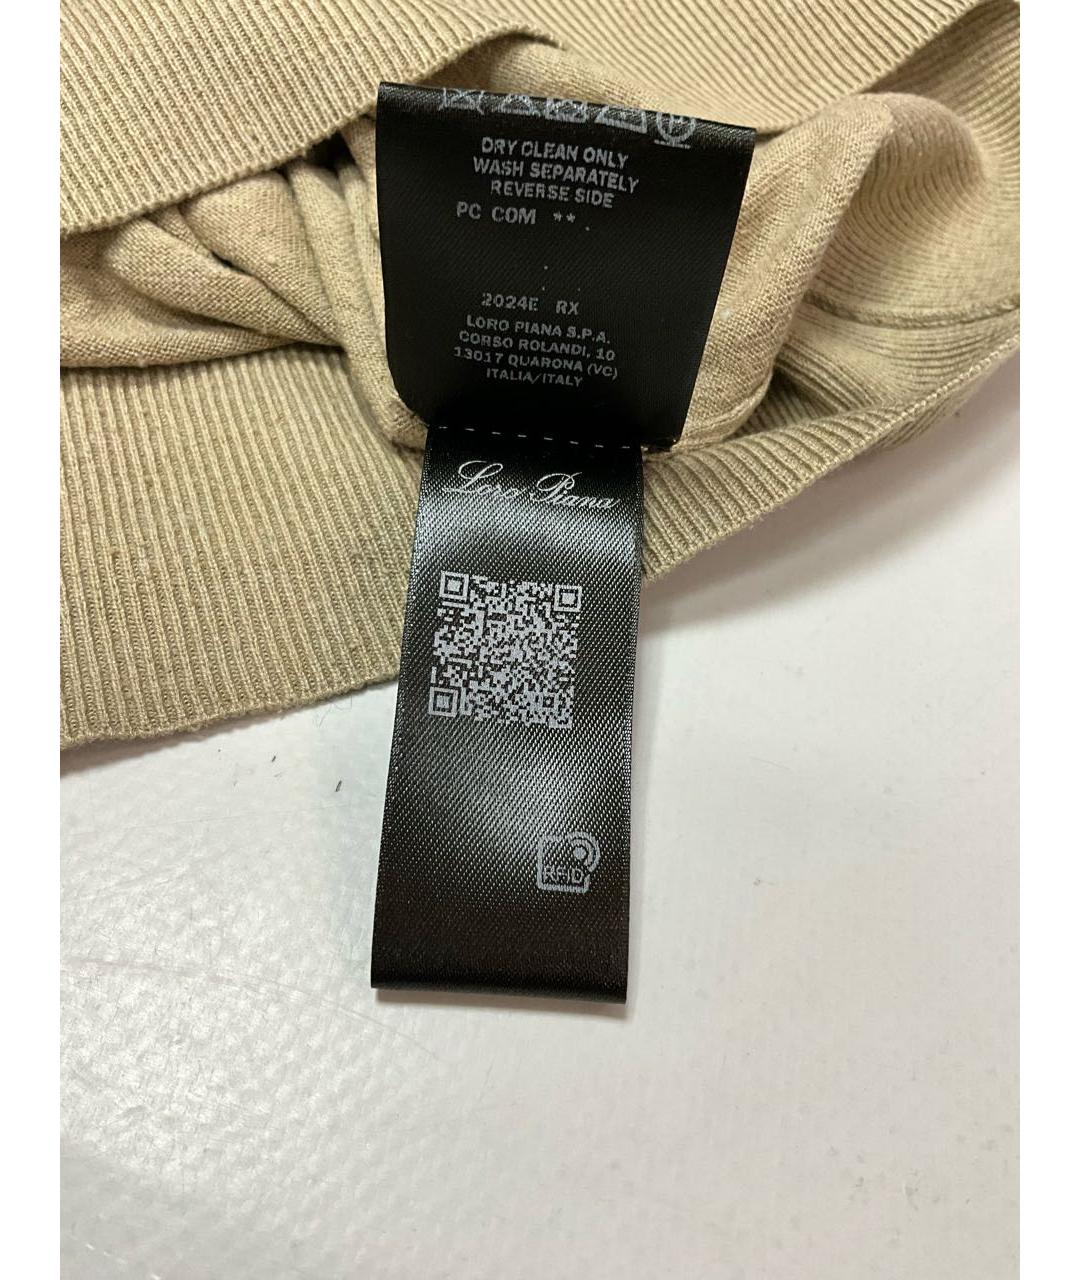 DRY CLEAN ONLY
WASH SEPARATELY
REVERSE SIDE
PC COM **
2024E RX
LORO PIANA S.P.A.
CORSO ROLANDI, 10
13017 QUARONA (VC)
ITALIA/ITALY
Loro Piana
RFID